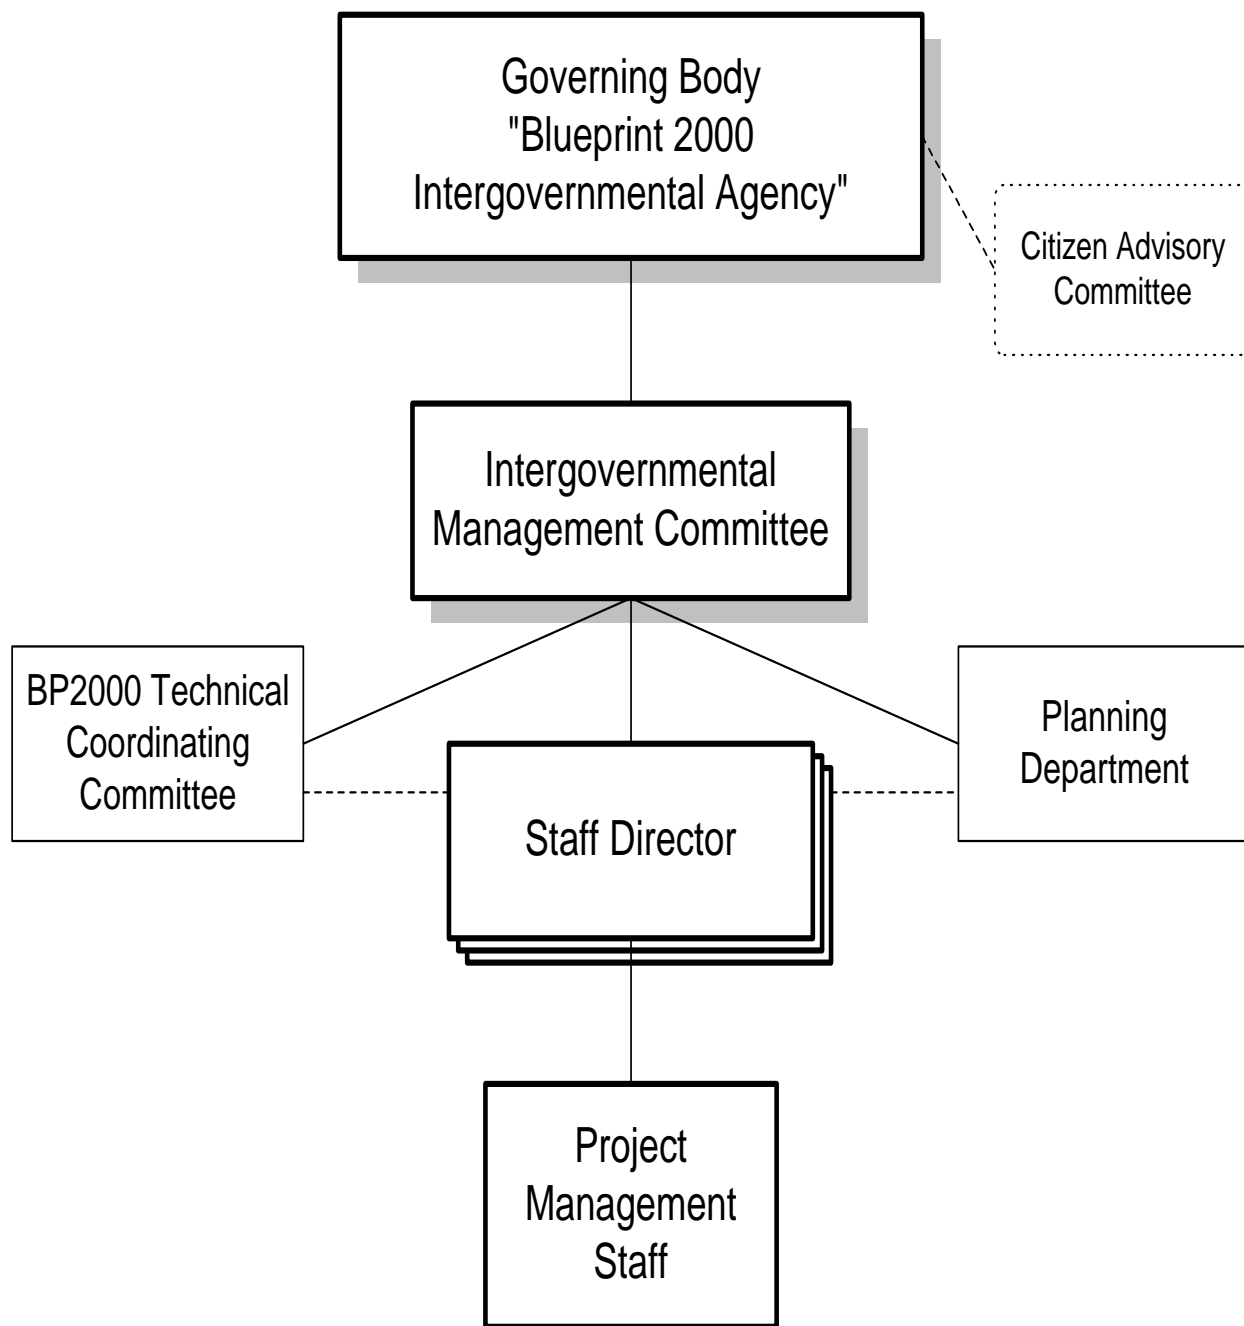 Governing Body
"Blueprint 2000
Intergovernmental Agency"
Citizen Advisory
Committee
Intergovernmental
Management Committee
BP2000 Technical
Coordinating
Committee
Staff Director
Planning
Department
Project
Management
Staff